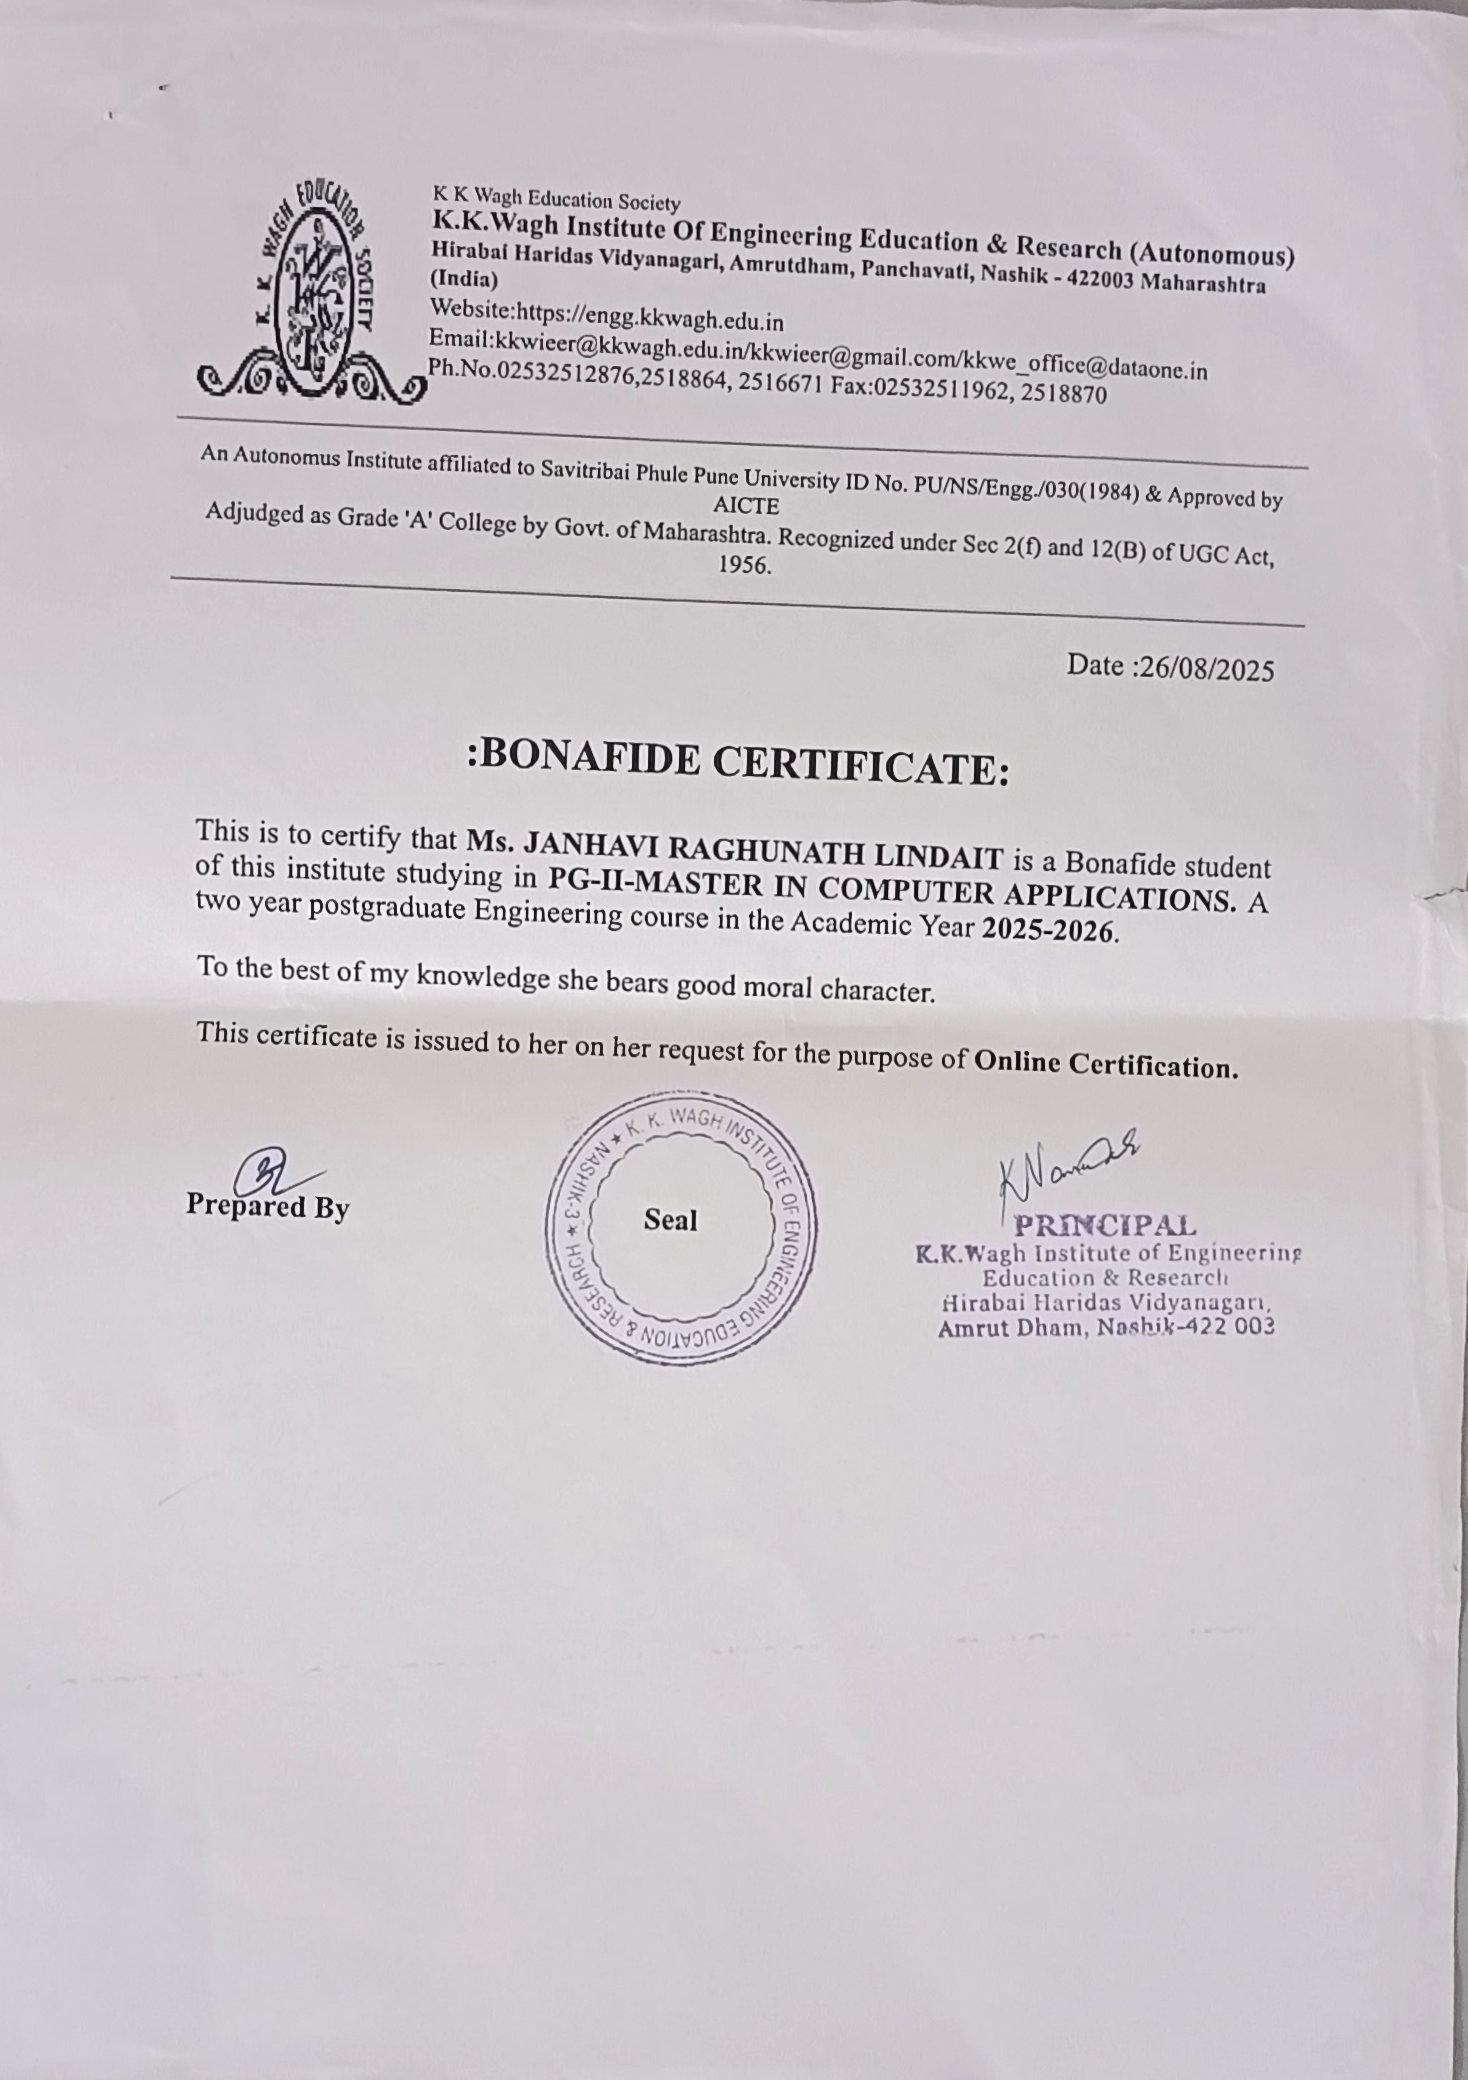 K. K. WAGH EDUCATION SOCIETY
K K Wagh Education Society
K.K.Wagh Institute Of Engineering Education & Research (Autonomous)
Hirabai Haridas Vidyanagari, Amrutdham, Panchavati, Nashik - 422003 Maharashtra
(India)
Website:https://engg.kkwagh.edu.in
Email:kkwieer@kkwagh.edu.in/kkwieer@gmail.com/kkwe_office@dataone.in
Ph.No.02532512876,2518864, 2516671 Fax:02532511962, 2518870
An Autonomus Institute affiliated to Savitribai Phule Pune University ID No. PU/NS/Engg./030(1984) & Approved by
AICTE
Adjudged as Grade 'A' College by Govt. of Maharashtra. Recognized under Sec 2(f) and 12(B) of UGC Act,
1956.
Date :26/08/2025
:BONAFIDE CERTIFICATE:
This is to certify that Ms. JANHAVI RAGHUNATH LINDAIT is a Bonafide student
of this institute studying in PG-II-MASTER IN COMPUTER APPLICATIONS. A
two year postgraduate Engineering course in the Academic Year 2025-2026.
To the best of my knowledge she bears good moral character.
This certificate is issued to her on her request for the purpose of Online Certification.
Prepared By
K. K. WAGH INSTITUTE OF ENGINEERING EDUCATION & RESEARCH ★ NASHIK-3 ★
Seal
PRINCIPAL
K.K.Wagh Institute of Engineering
Education & Research
Hirabai Haridas Vidyanagari,
Amrut Dham, Nashik-422 003